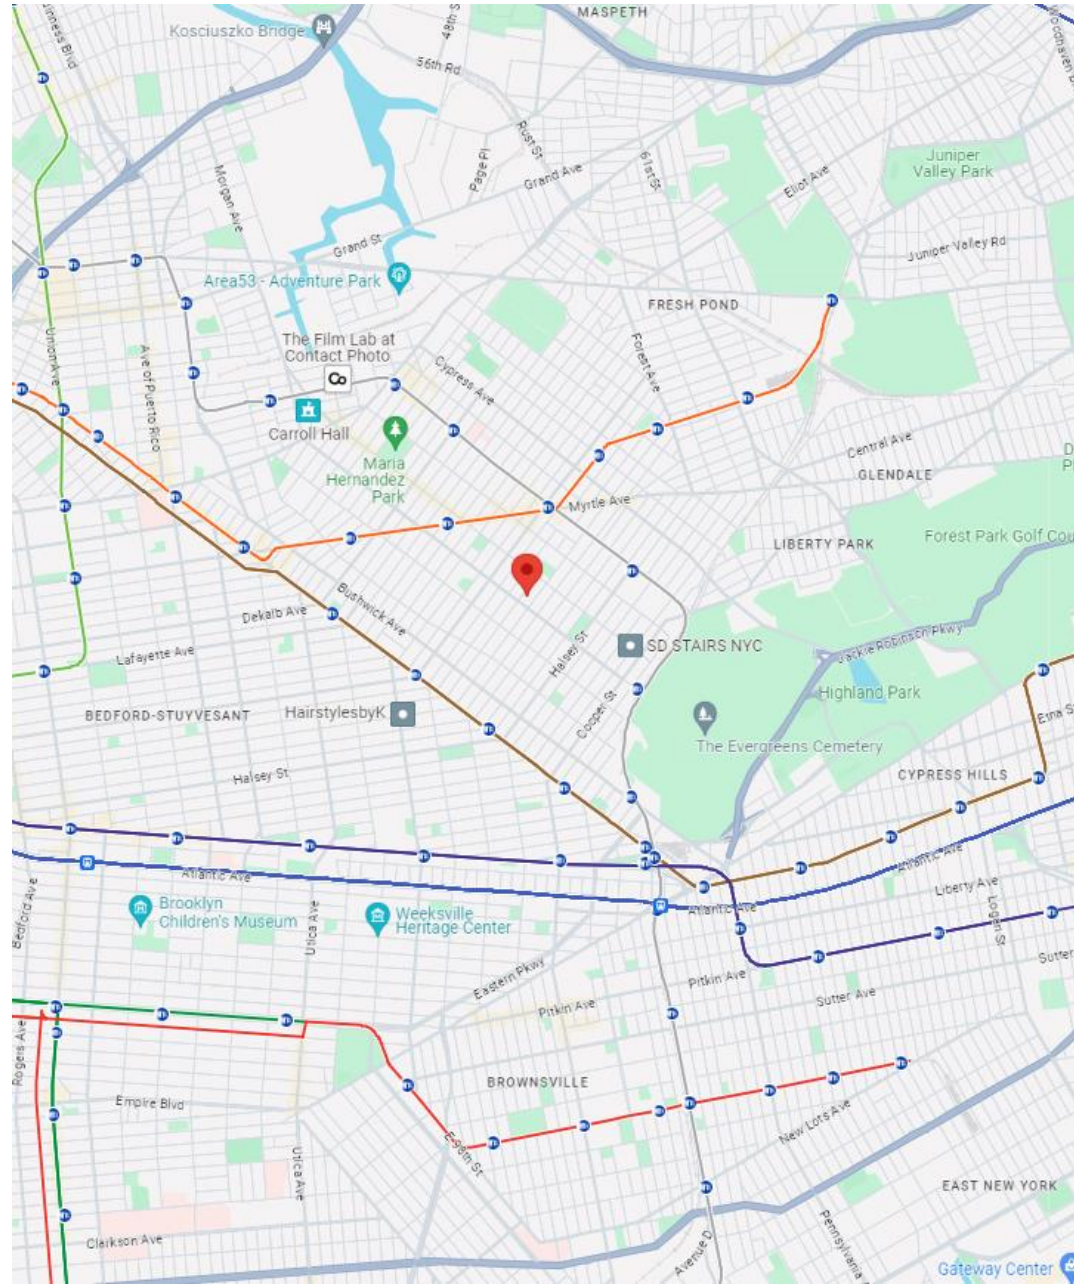 MASPETH
Kosciuszko Bridge
48th S
56th Rd
Rust St
Page Pl
Grand Ave
61st St
Eliot Ave
Juniper
Valley Park
Morgan Ave
Grand St
Juniper Valley Rd
Area53 - Adventure Park
FRESH POND
The Film Lab at
Contact Photo
Co
Union Ave
Ave of Puerto Rico
Forest Ave
Cypress Ave
Carroll Hall
Central Ave
GLENDALE
Maria
Hernandez
Park
Myrtle Ave
Forest Park Golf Cou
LIBERTY PARK
Bushwick Ave
Dekalb Ave
Lafayette Ave
Halsey St
SD STAIRS NYC
Jackie Robinson Pkwy
Highland Park
BEDFORD-STUYVESANT
HairstylesbyK
Cooper St
The Evergreens Cemetery
Etna S
Halsey St
CYPRESS HILLS
Atlantic Ave
Atlantic Ave
Liberty Ave
Bedford Ave
Brooklyn
Children's Museum
Utica Ave
Weeksville
Heritage Center
Atlantic Ave
Logan St
Eastern Pkwy
Pitkin Ave
Sutter
Pitkin Ave
Sutter Ave
Rogers Ave
BROWNSVILLE
Empire Blvd
New Lots Ave
E 98th St
Utica Ave
EAST NEW YORK
Clarkson Ave
Avenue D
Pennsylvania
Gateway Center